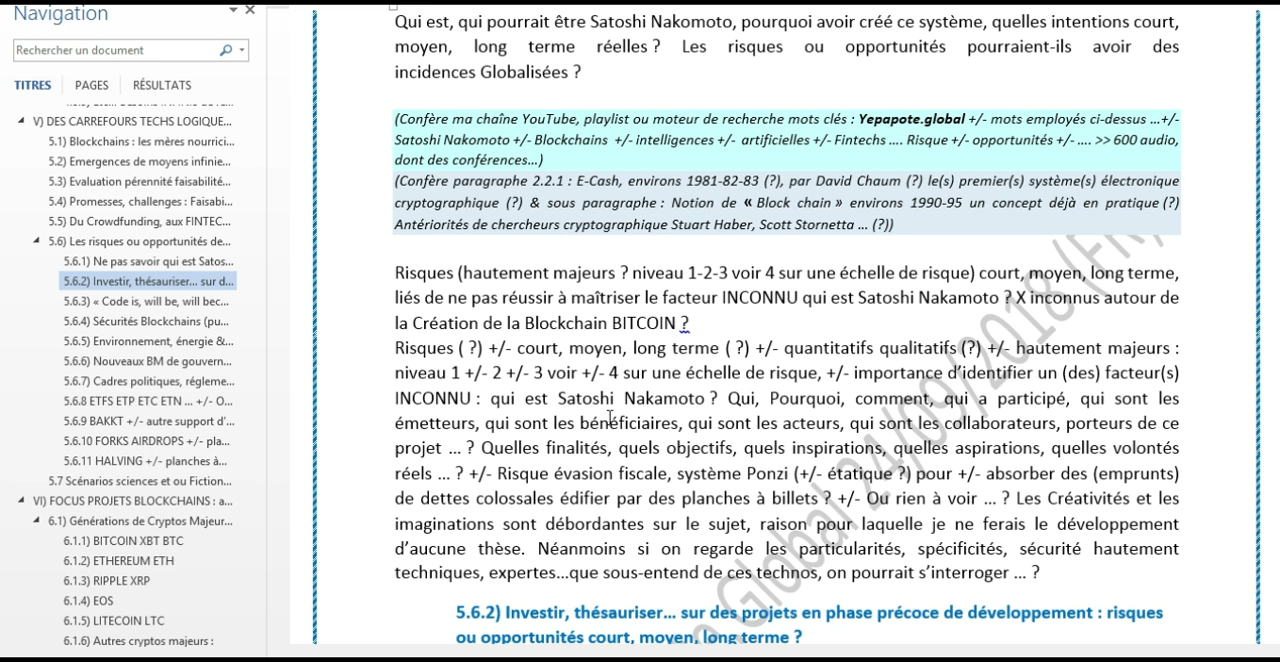 Navigation
Rechercher un document
TITRES PAGES RÉSULTATS
V) DES CARREFOURS TECHS LOGIQUE...
5.1) Blockchains : les mères nourrici...
5.2) Emergences de moyens infinie...
5.3) Evaluation pérennité faisabilité...
5.4) Promesses, challenges : Faisabi...
5.5) Du Crowdfunding, aux FINTEC...
5.6) Les risques ou opportunités de...
5.6.1) Ne pas savoir qui est Satos...
5.6.2) Investir, thésauriser... sur d...
5.6.3) « Code is, will be, will bec...
5.6.4) Sécurités Blockchains (pu...
5.6.5) Environnement, énergie &...
5.6.6) Nouveaux BM de gouvern...
5.6.7) Cadres politiques, régleme...
5.6.8 ETFS ETP ETC ETN ... +/- O...
5.6.9 BAKKT +/- autre support d'...
5.6.10 FORKS AIRDROPS +/- pla...
5.6.11 HALVING +/- planches à...
5.7 Scénarios sciences et ou Fiction...
VI) FOCUS PROJETS BLOCKCHAINS : a...
6.1) Générations de Cryptos Majeur...
6.1.1) BITCOIN XBT BTC
6.1.2) ETHEREUM ETH
6.1.3) RIPPLE XRP
6.1.4) EOS
6.1.5) LITECOIN LTC
6.1.6) Autres cryptos majeurs :
Qui est, qui pourrait être Satoshi Nakomoto, pourquoi avoir créé ce système, quelles intentions court,
moyen, long terme réelles ? Les risques ou opportunités pourraient-ils avoir des
incidences Globalisées ?
(Confère ma chaîne YouTube, playlist ou moteur de recherche mots clés : Yepapote.global +/- mots employés ci-dessus ...+/-
Satoshi Nakomoto +/- Blockchains +/- intelligences +/- artificielles +/- Fintechs .... Risque +/- opportunités +/- .... >> 600 audio,
dont des conférences...)
(Confère paragraphe 2.2.1 : E-Cash, environs 1981-82-83 (?), par David Chaum (?) le(s) premier(s) système(s) électronique
cryptographique (?) & sous paragraphe : Notion de « Block chain » environs 1990-95 un concept déjà en pratique (?)
Antériorités de chercheurs cryptographique Stuart Haber, Scott Stornetta ... (?))
Risques (hautement majeurs ? niveau 1-2-3 voir 4 sur une échelle de risque) court, moyen, long terme,
liés de ne pas réussir à maîtriser le facteur INCONNU qui est Satoshi Nakamoto ? X inconnus autour de
la Création de la Blockchain BITCOIN ?
Risques ( ?) +/- court, moyen, long terme ( ?) +/- quantitatifs qualitatifs (?) +/- hautement majeurs :
niveau 1 +/- 2 +/- 3 voir +/- 4 sur une échelle de risque, +/- importance d'identifier un (des) facteur(s)
INCONNU : qui est Satoshi Nakamoto ? Qui, Pourquoi, comment, qui a participé, qui sont les
émetteurs, qui sont les bénéficiaires, qui sont les acteurs, qui sont les collaborateurs, porteurs de ce
projet ... ? Quelles finalités, quels objectifs, quels inspirations, quelles aspirations, quelles volontés
réels ... ? +/- Risque évasion fiscale, système Ponzi (+/- étatique ?) pour +/- absorber des (emprunts)
de dettes colossales édifier par des planches à billets ? +/- Ou rien à voir ... ? Les Créativités et les
imaginations sont débordantes sur le sujet, raison pour laquelle je ne ferais le développement
d'aucune thèse. Néanmoins si on regarde les particularités, spécificités, sécurité hautement
techniques, expertes...que sous-entend de ces technos, on pourrait s'interroger ... ?
5.6.2) Investir, thésauriser... sur des projets en phase précoce de développement : risques
ou opportunités court, moyen, long terme ?
Global 24/09/2018 (FR)